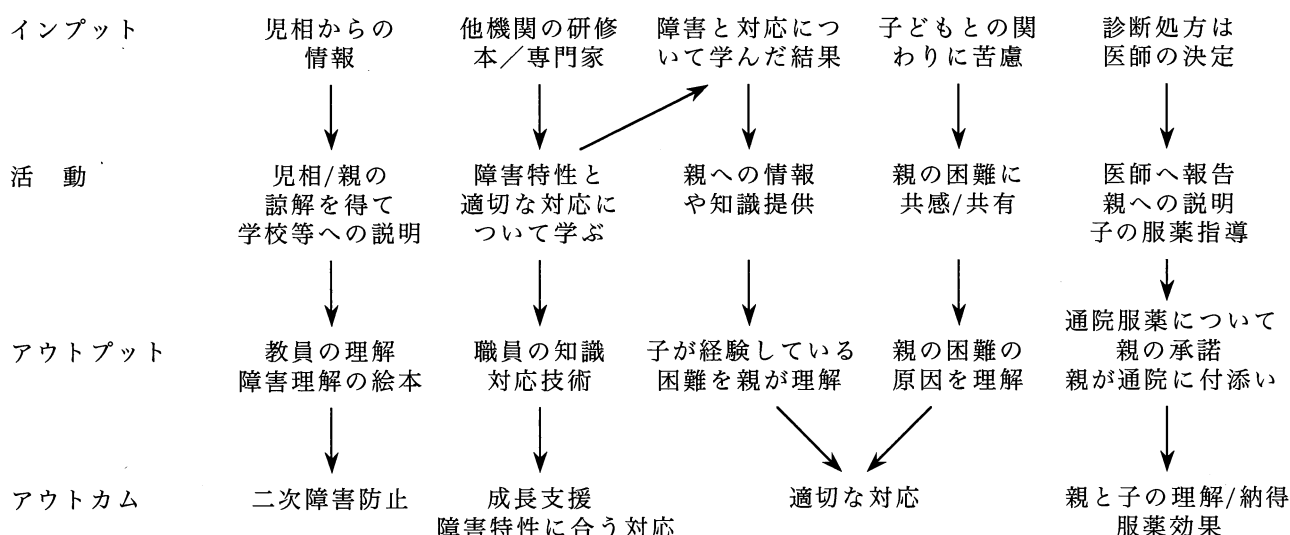 インプット
児相からの
情報
他機関の研修
本／専門家
障害と対応につ
いて学んだ結果
子どもとの関
わりに苦慮
診断処方は
医師の決定
活 動
児相/親の
諒解を得て
学校等への説明
障害特性と
適切な対応に
ついて学ぶ
親への情報
や知識提供
親の困難に
共感/共有
医師へ報告
親への説明
子の服薬指導
アウトプット
教員の理解
障害理解の絵本
職員の知識
対応技術
子が経験している
困難を親が理解
親の困難の
原因を理解
通院服薬について
親の承諾
親が通院に付添い
アウトカム
二次障害防止
成長支援
障害特性に合う対応
適切な対応
親と子の理解/納得
服薬効果